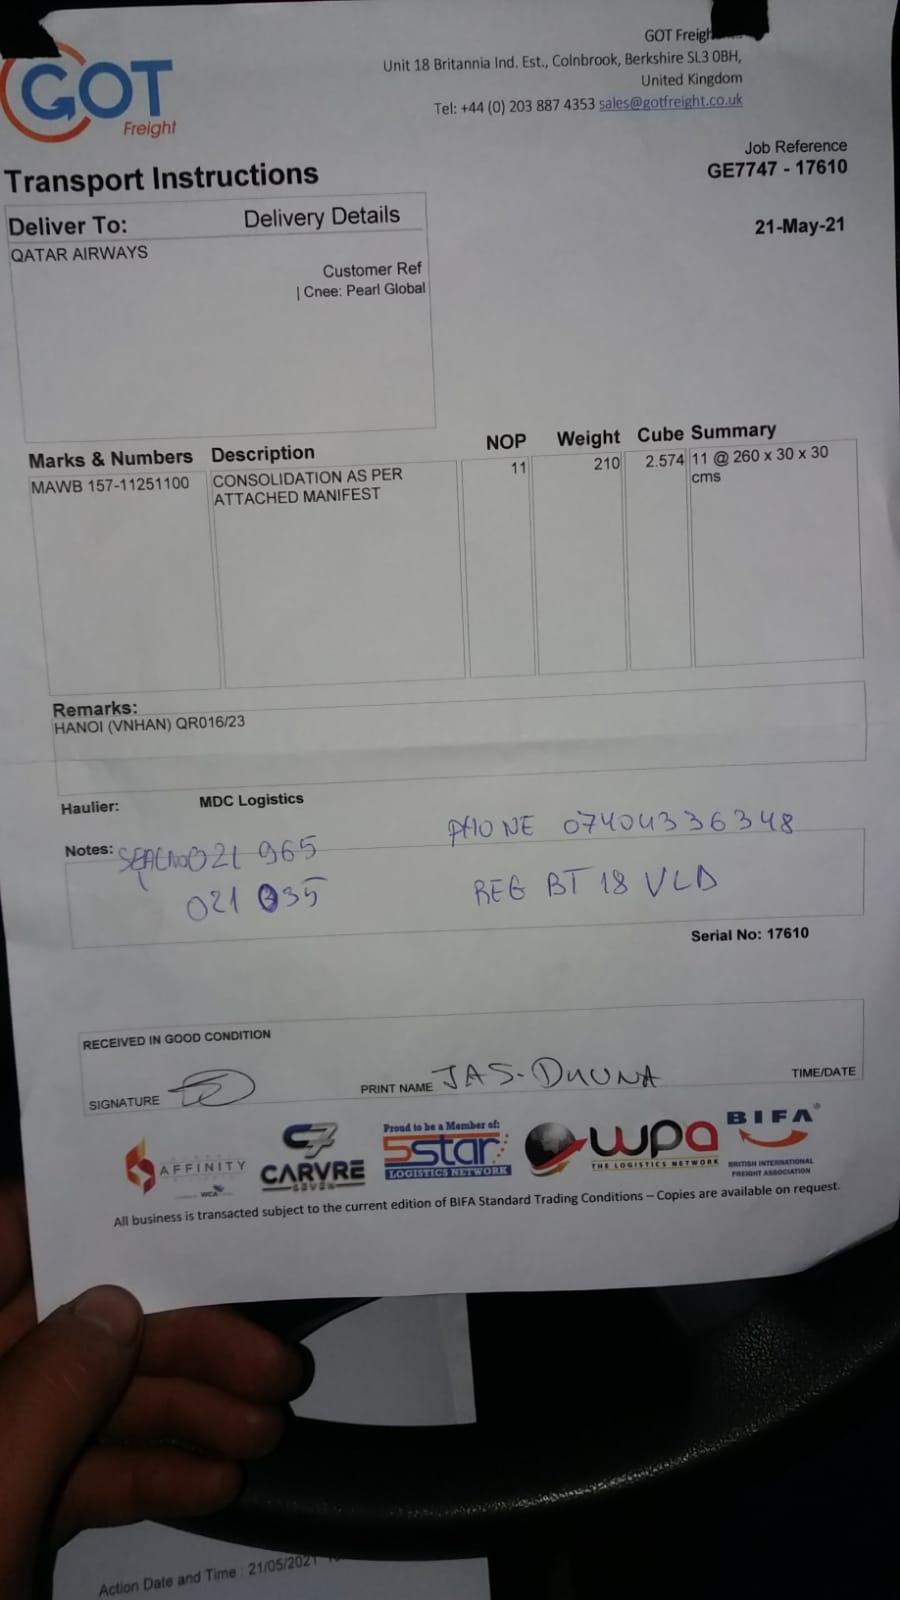 GOT
Freight
GOT
Unit 18 Britannia Ind. Est., Colnbrook, Berkshire SL3 0BH,
United Kingdom
Tel: +44 (0) 203 887 4353 sales@gotfreight.co.uk
Job Reference
GE7747 - 17610
21-May-21
Transport Instructions
Deliver To: Delivery Details
QATAR AIRWAYS
Customer Ref
| Cnee: Pearl Global
Marks & Numbers Description NOP Weight Cube Summary
MAWB 157-11251100 CONSOLIDATION AS PER 11 210 2.574 11 @ 260 x 30 x 30
ATTACHED MANIFEST cms
Remarks:
HANOI (VNHAN) QR016/23
Haulier: MDC Logistics
PHONE 07404336348
Notes: 021 965
021 035 REG BT 18 VLD
Serial No: 17610
RECEIVED IN GOOD CONDITION
SIGNATURE PRINT NAME JAS- TIME/DATE
AFFINITY
WCA
CARVRE
SEVEN
Proud to be a Member of:
5star
LOGISTICS NETWORK
wpa
THE LOGISTICS NETWORK
BIFA
BRITISH INTERNATIONAL
FREIGHT ASSOCIATION
All business is transacted subject to the current edition of BIFA Standard Trading Conditions – Copies are available on request.
Action Date and Time : 21/05/2021